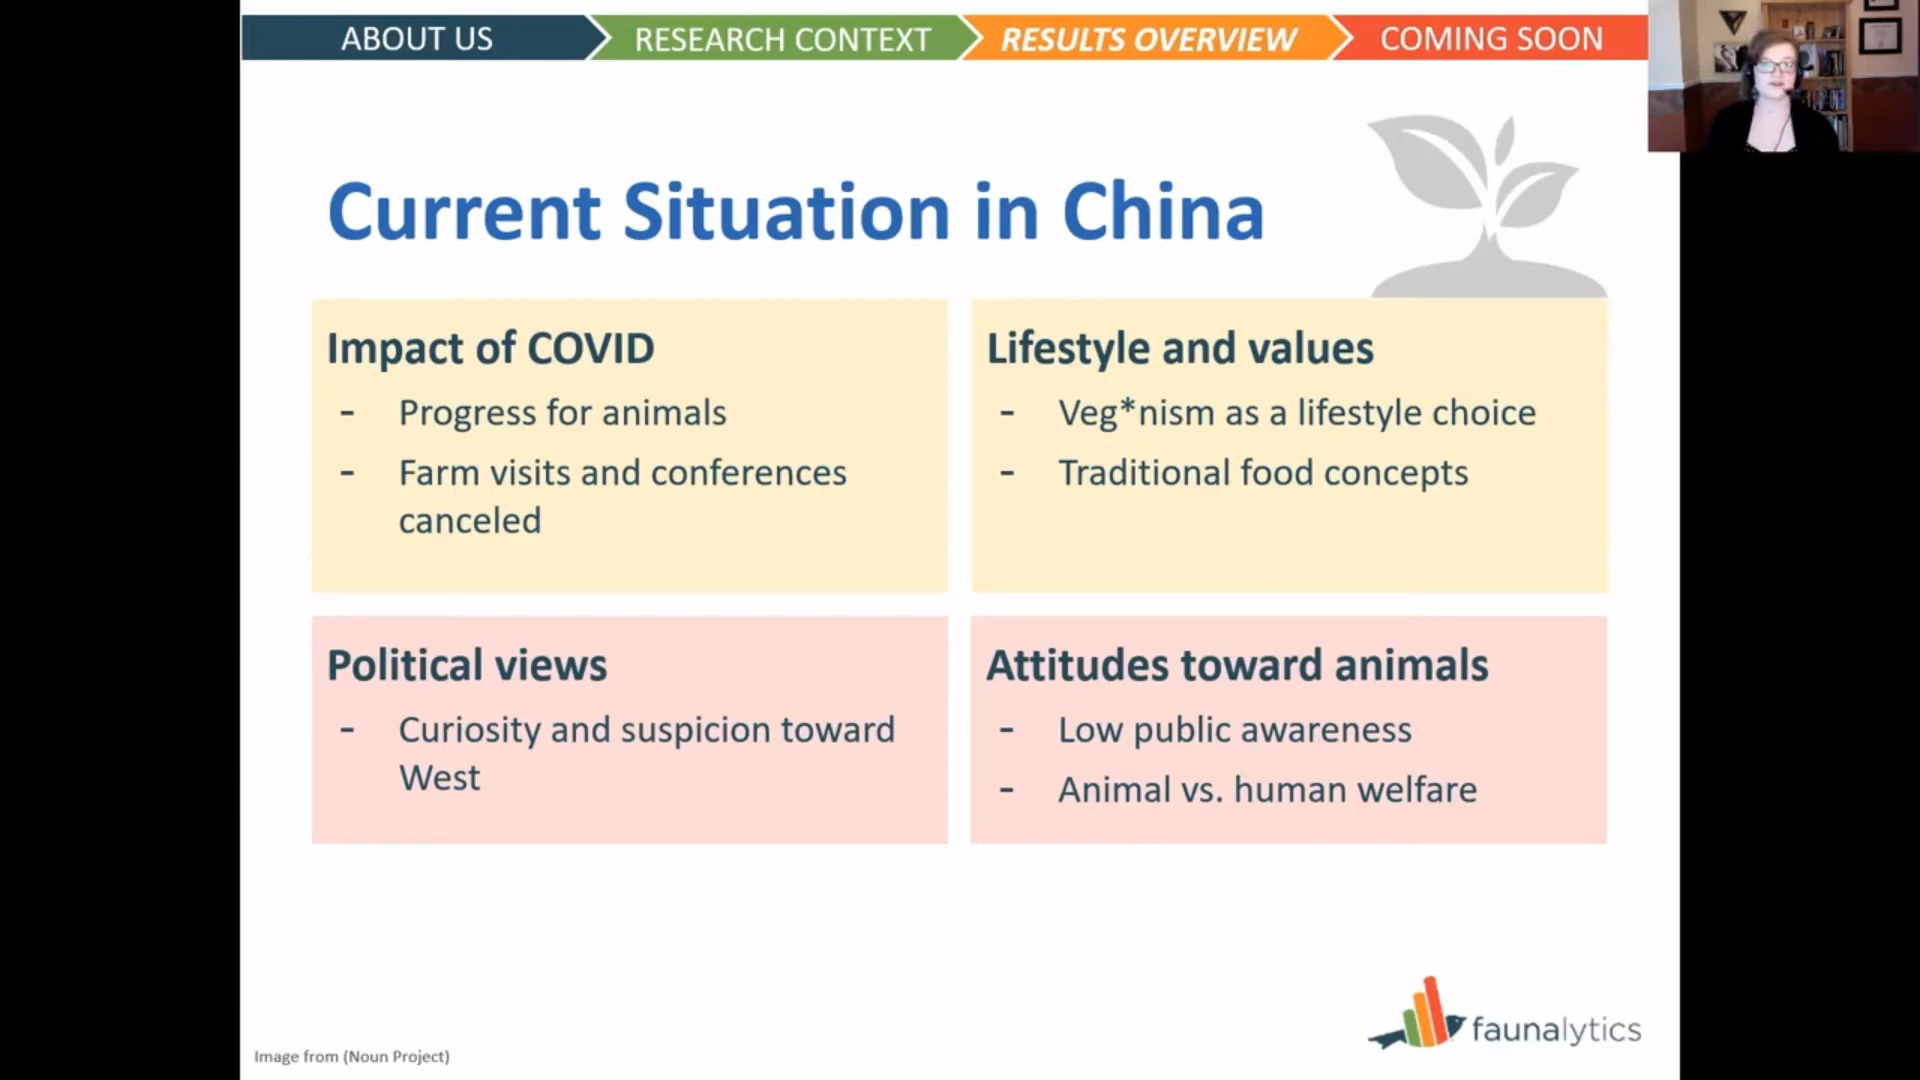 ABOUT US
RESEARCH CONTEXT
RESULTS OVERVIEW
COMING SOON
Current Situation in China
Impact of COVID
- Progress for animals
- Farm visits and conferences
canceled
Lifestyle and values
- Veg*nism as a lifestyle choice
- Traditional food concepts
Political views
- Curiosity and suspicion toward
West
Attitudes toward animals
- Low public awareness
- Animal vs. human welfare
faunalytics
Image from (Noun Project)